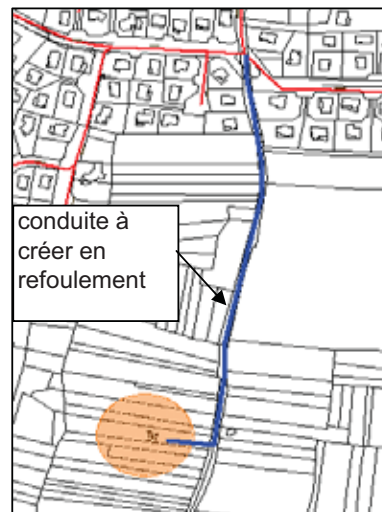 conduite à
créer en
refoulement